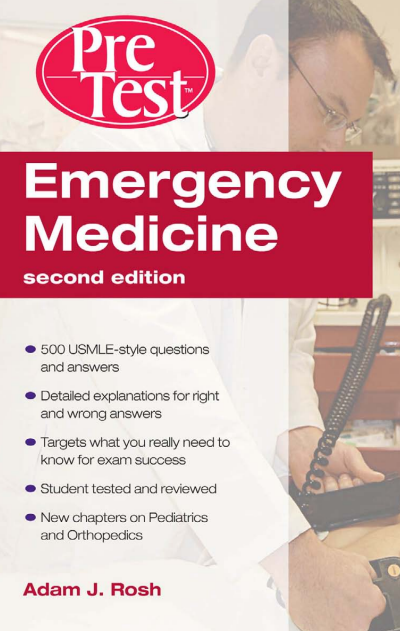 Pre
Test™
Emergency
Medicine
second edition
500 USMLE-style questions
and answers
Detailed explanations for right
and wrong answers
Targets what you really need to
know for exam success
Student tested and reviewed
New chapters on Pediatrics
and Orthopedics
Adam J. Rosh